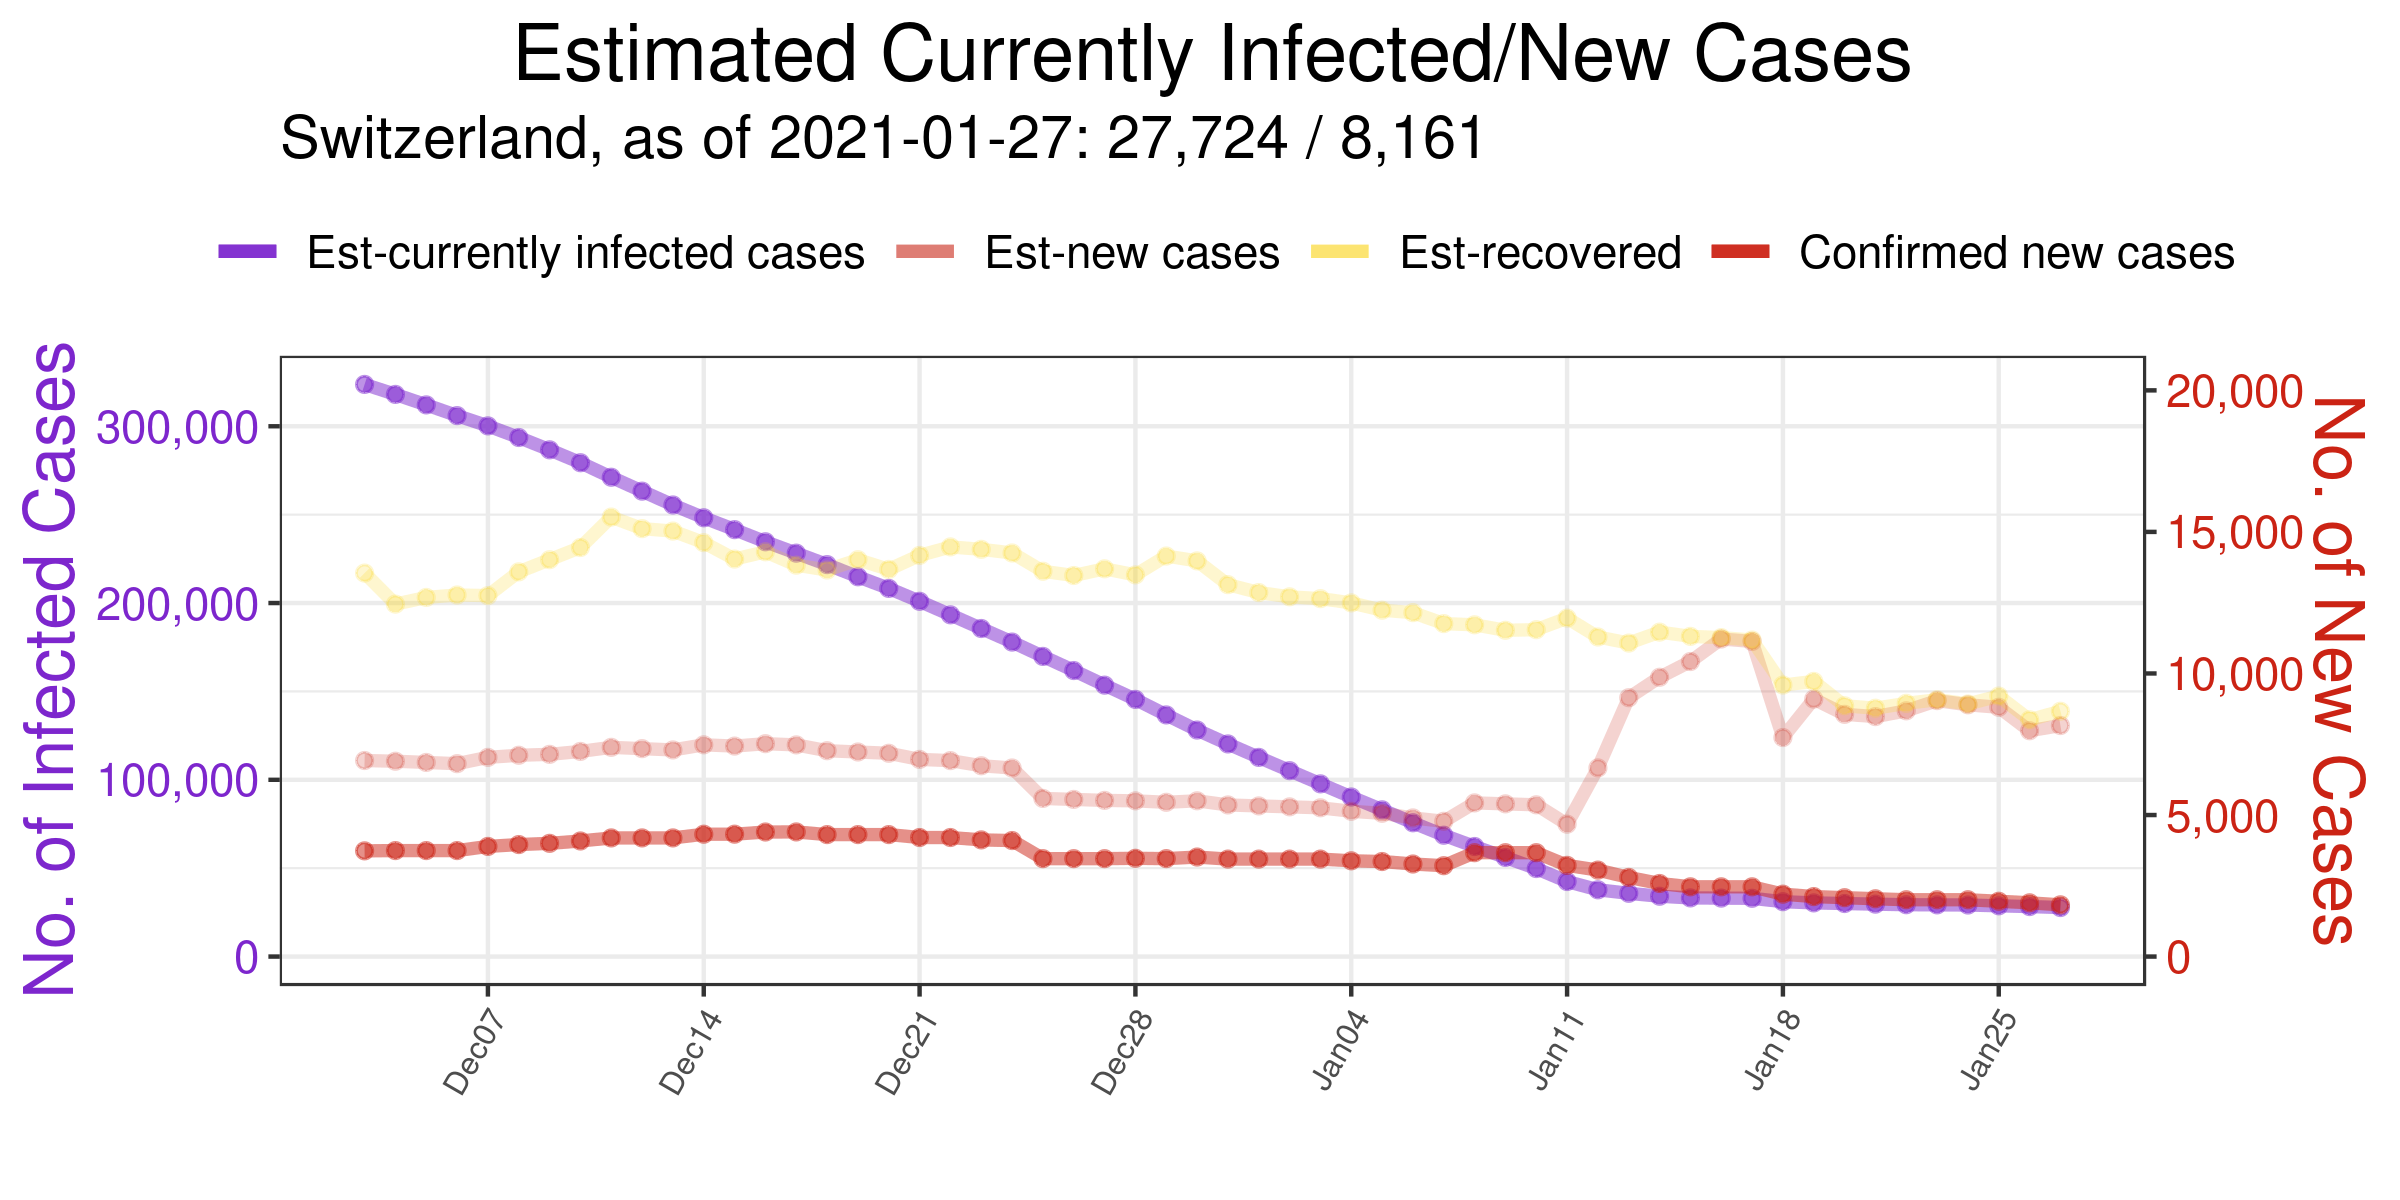 Estimated Currently Infected/New Cases
Switzerland, as of 2021-01-27: 27,724 / 8,161
Est-currently infected cases Est-new cases Est-recovered Confirmed new cases
No. of Infected Cases
300,000
200,000
100,000
0
20,000
15,000
10,000
5,000
0
No. of New Cases
Dec07 Dec14 Dec21 Dec28 Jan04 Jan11 Jan18 Jan25